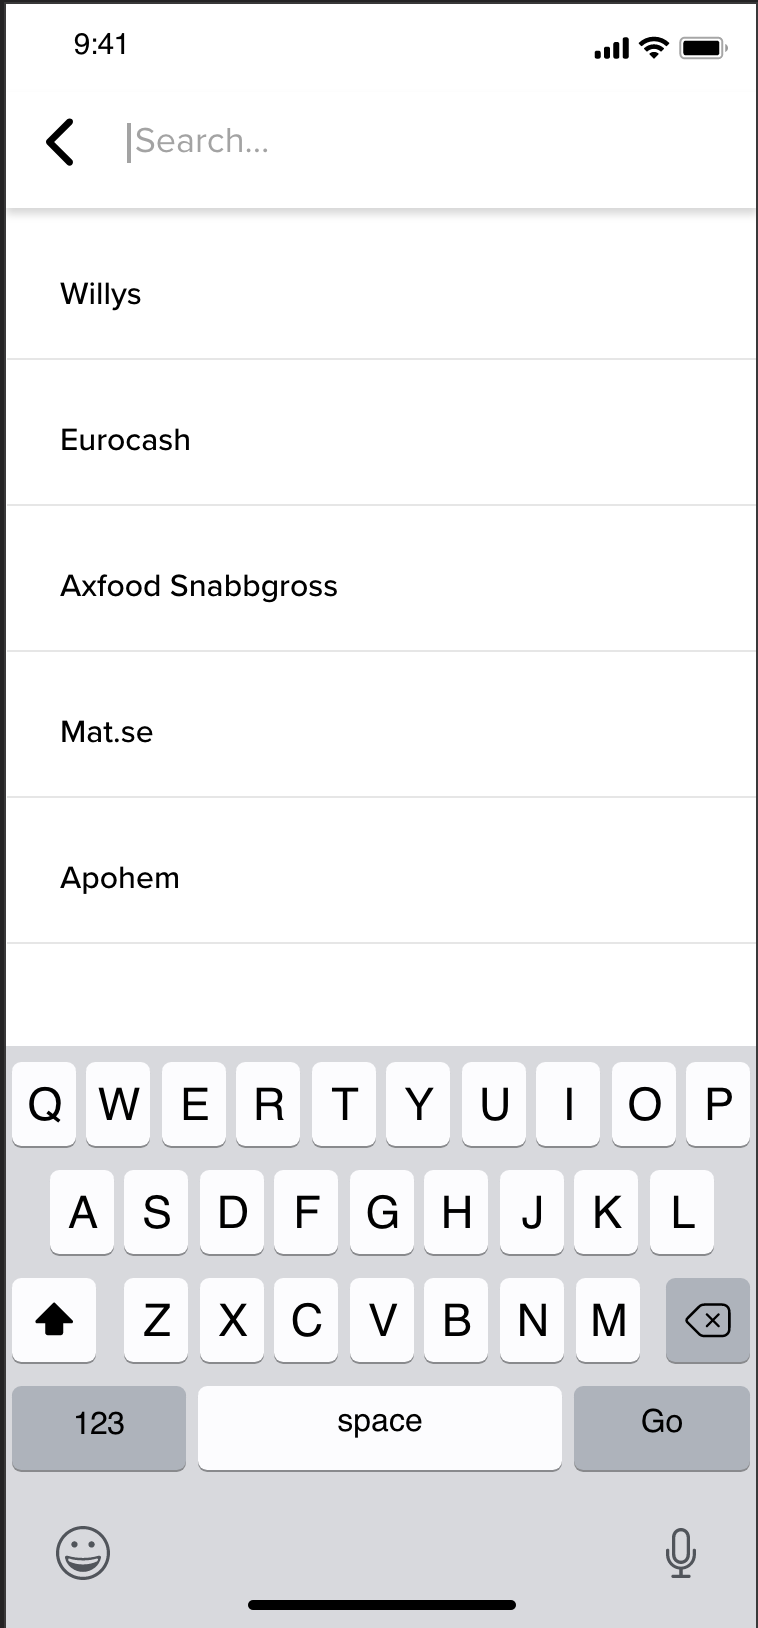 9:41
Search...
Willys
Eurocash
Axfood Snabbgross
Mat.se
Apohem
Q W E R T Y U I O P
A S D F G H J K L
Z X C V B N M
123 space Go